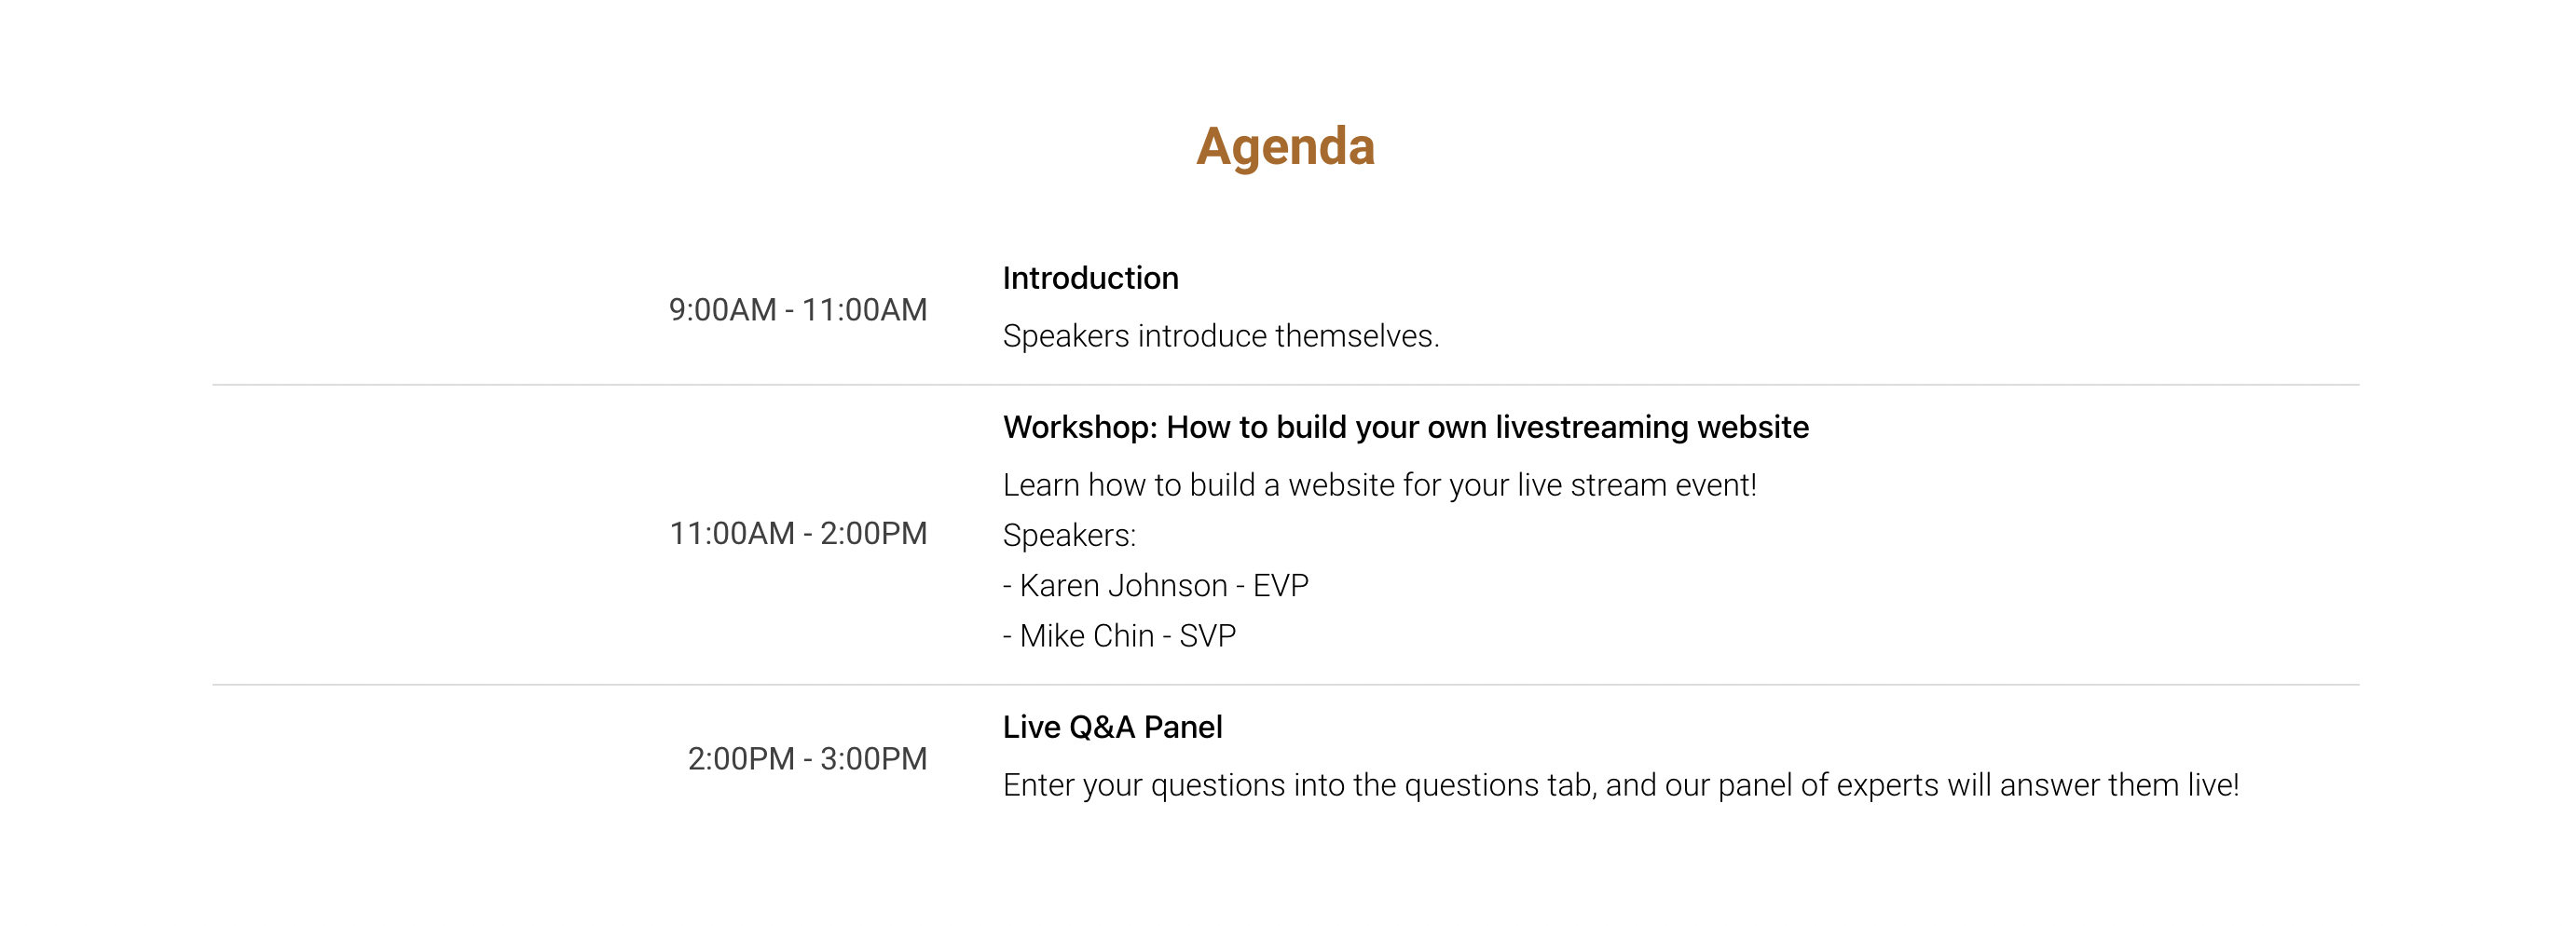 Agenda
9:00AM - 11:00AM
Introduction
Speakers introduce themselves.
11:00AM - 2:00PM
Workshop: How to build your own livestreaming website
Learn how to build a website for your live stream event!
Speakers:
- Karen Johnson - EVP
- Mike Chin - SVP
2:00PM - 3:00PM
Live Q&A Panel
Enter your questions into the questions tab, and our panel of experts will answer them live!